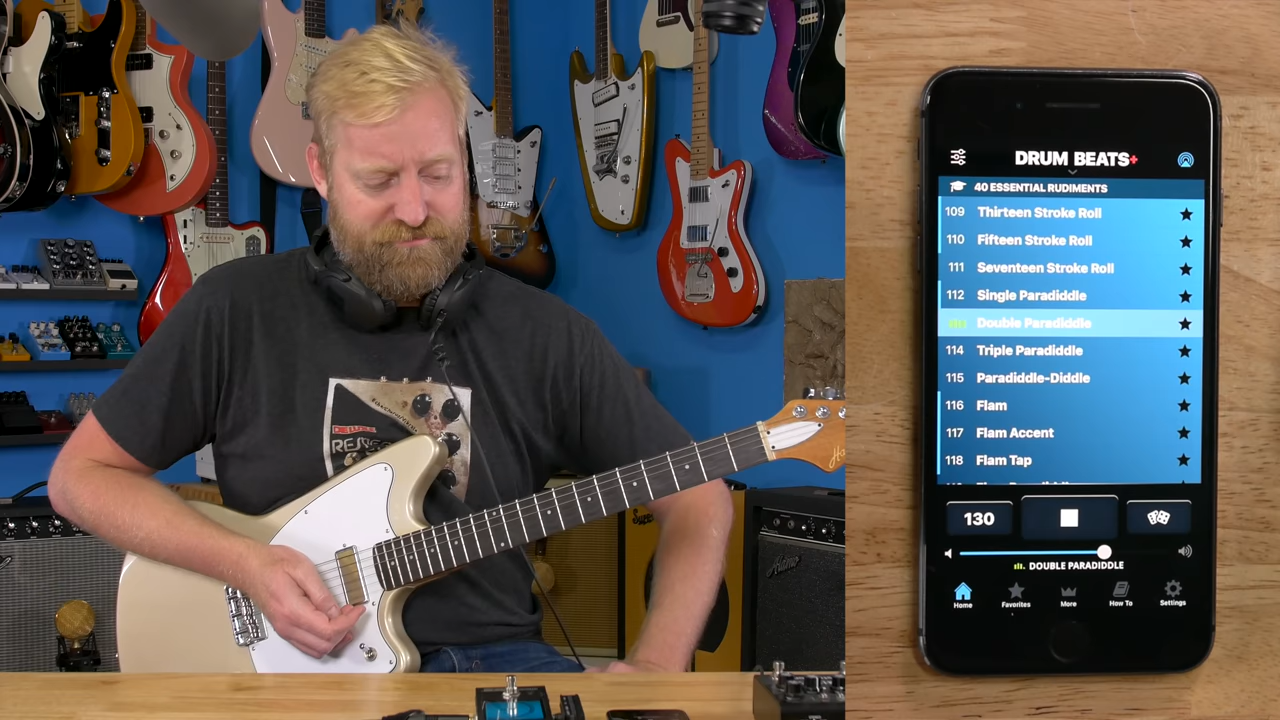 DRUM BEATS+
40 ESSENTIAL RUDIMENTS
109 Thirteen Stroke Roll
110 Fifteen Stroke Roll
111 Seventeen Stroke Roll
112 Single Paradiddle
Double Paradiddle
114 Triple Paradiddle
115 Paradiddle-Diddle
116 Flam
117 Flam Accent
118 Flam Tap
130
DOUBLE PARADIDDLE
Home
Favorites
More
How To
Settings
Alamo